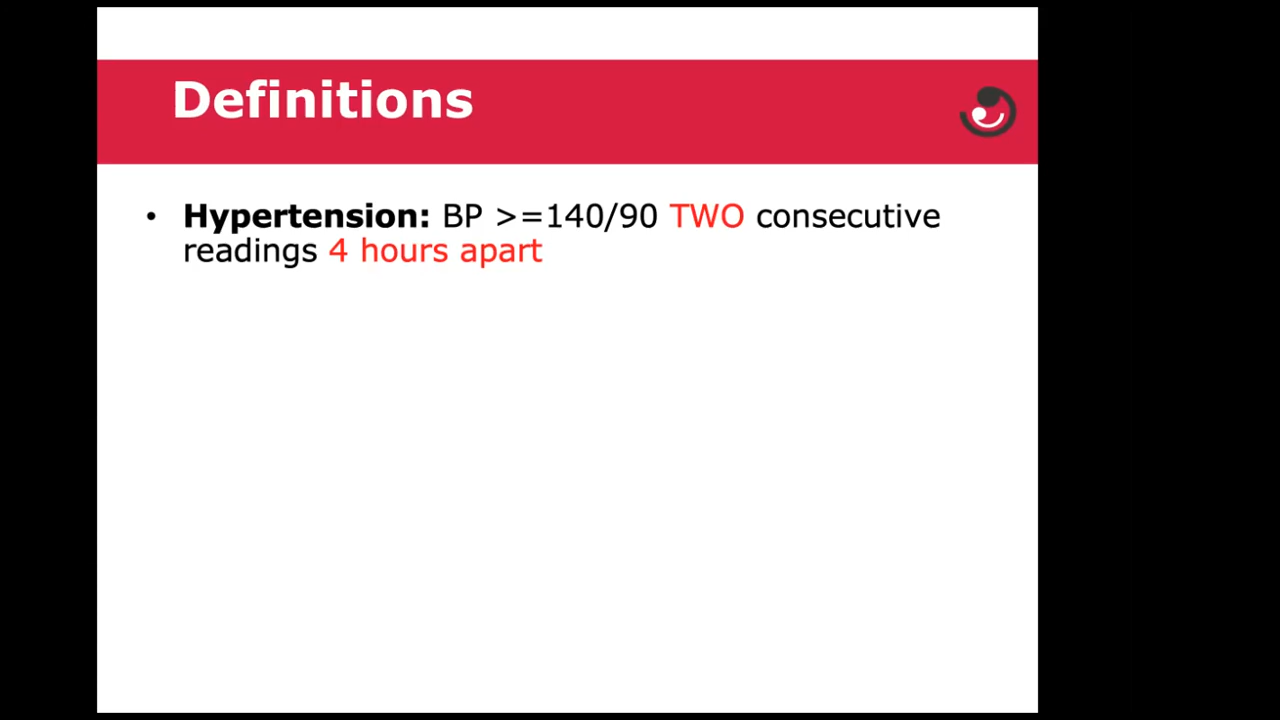 Definitions
• Hypertension: BP >=140/90 TWO consecutive
readings 4 hours apart